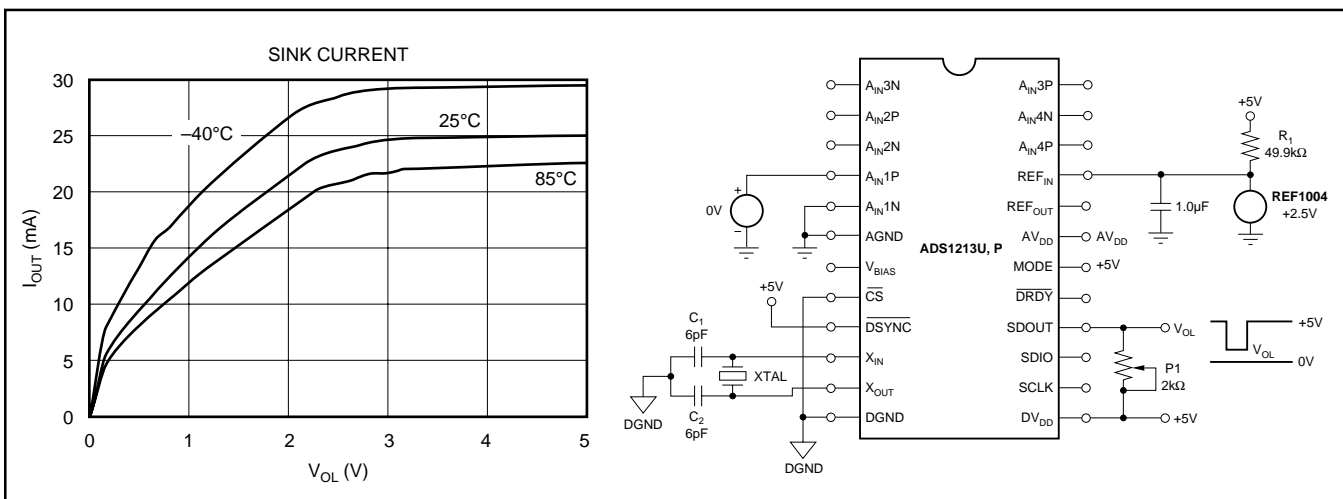 SINK CURRENT
30
25
20
15
10
5
0
I_OUT (mA)
–40°C
25°C
85°C
0
1
2
3
4
5
V_OL (V)
A_IN3N
A_IN2P
A_IN2N
A_IN1P
A_IN1N
AGND
V_BIAS
CS
DSYNC
X_IN
X_OUT
DGND
ADS1213U, P
A_IN3P
A_IN4N
A_IN4P
REF_IN
REF_OUT
AV_DD
MODE
DRDY
SDOUT
SDIO
SCLK
DV_DD
+
0V
–
+5V
C1
6pF
XTAL
C2
6pF
DGND
DGND
+5V
R1
49.9kΩ
1.0µF
REF1004
+2.5V
AV_DD
+5V
V_OL
P1
2kΩ
+5V
+5V
V_OL
0V